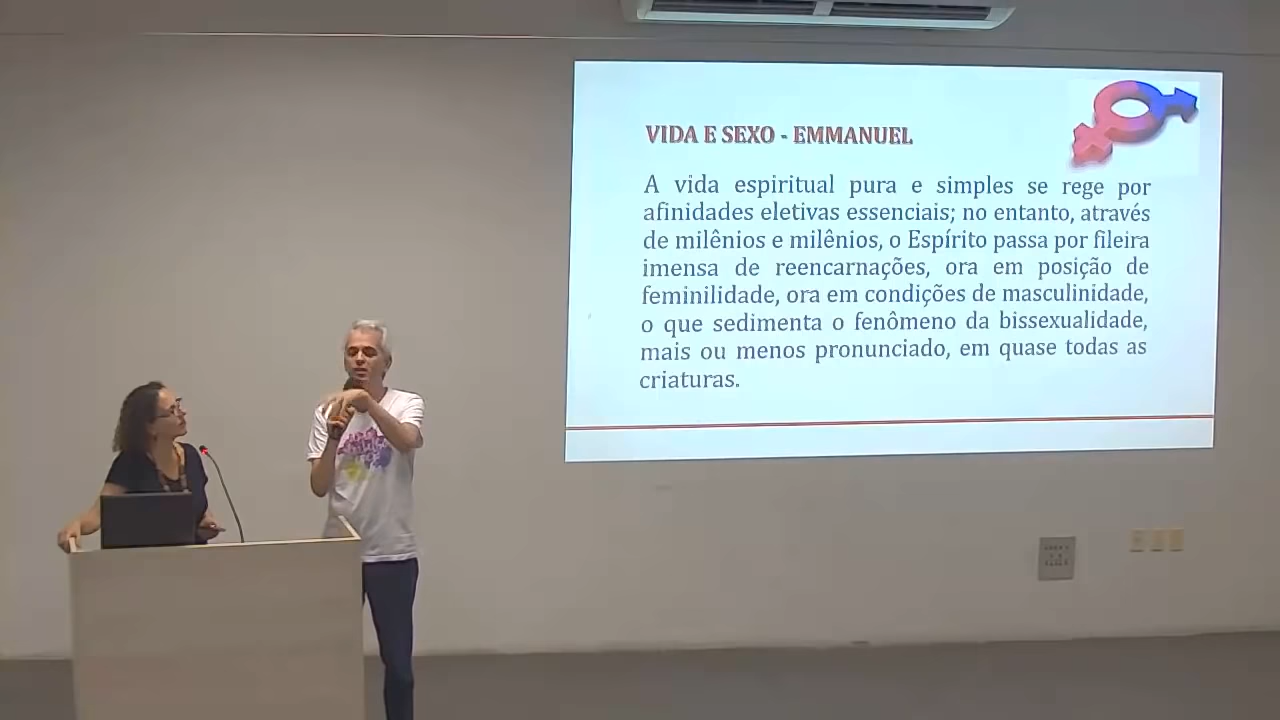 VIDA E SEXO - EMMANUEL
A vida espiritual pura e simples se rege por
afinidades eletivas essenciais; no entanto, através
de milênios e milênios, o Espírito passa por fileira
imensa de reencarnações, ora em posição de
feminilidade, ora em condições de masculinidade,
o que sedimenta o fenômeno da bissexualidade,
mais ou menos pronunciado, em quase todas as
criaturas.